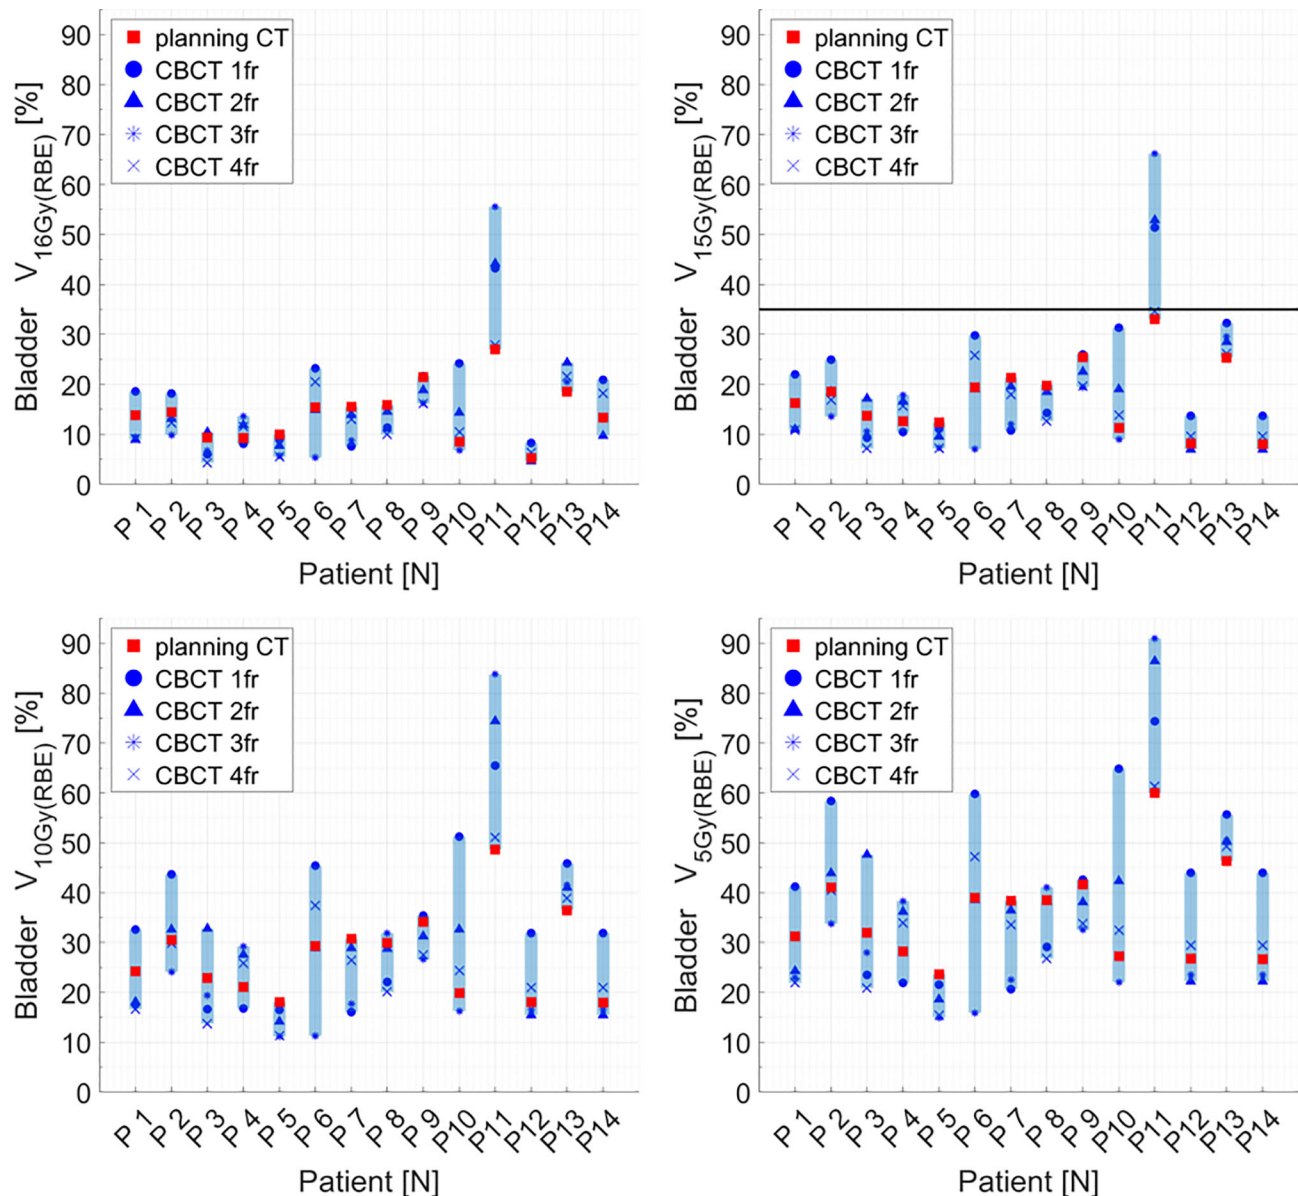 90
80
70
60
50
40
30
20
10
0
Bladder V16Gy(RBE) [%]
planning CT
CBCT 1fr
CBCT 2fr
CBCT 3fr
CBCT 4fr
P 1
P 2
P 3
P 4
P 5
P 6
P 7
P 8
P 9
P10
P11
P12
P13
P14
Patient [N]
90
80
70
60
50
40
30
20
10
0
Bladder V15Gy(RBE) [%]
planning CT
CBCT 1fr
CBCT 2fr
CBCT 3fr
CBCT 4fr
P 1
P 2
P 3
P 4
P 5
P 6
P 7
P 8
P 9
P10
P11
P12
P13
P14
Patient [N]
90
80
70
60
50
40
30
20
10
0
Bladder V10Gy(RBE) [%]
planning CT
CBCT 1fr
CBCT 2fr
CBCT 3fr
CBCT 4fr
P 1
P 2
P 3
P 4
P 5
P 6
P 7
P 8
P 9
P10
P11
P12
P13
P14
Patient [N]
90
80
70
60
50
40
30
20
10
0
Bladder V5Gy(RBE) [%]
planning CT
CBCT 1fr
CBCT 2fr
CBCT 3fr
CBCT 4fr
P 1
P 2
P 3
P 4
P 5
P 6
P 7
P 8
P 9
P10
P11
P12
P13
P14
Patient [N]